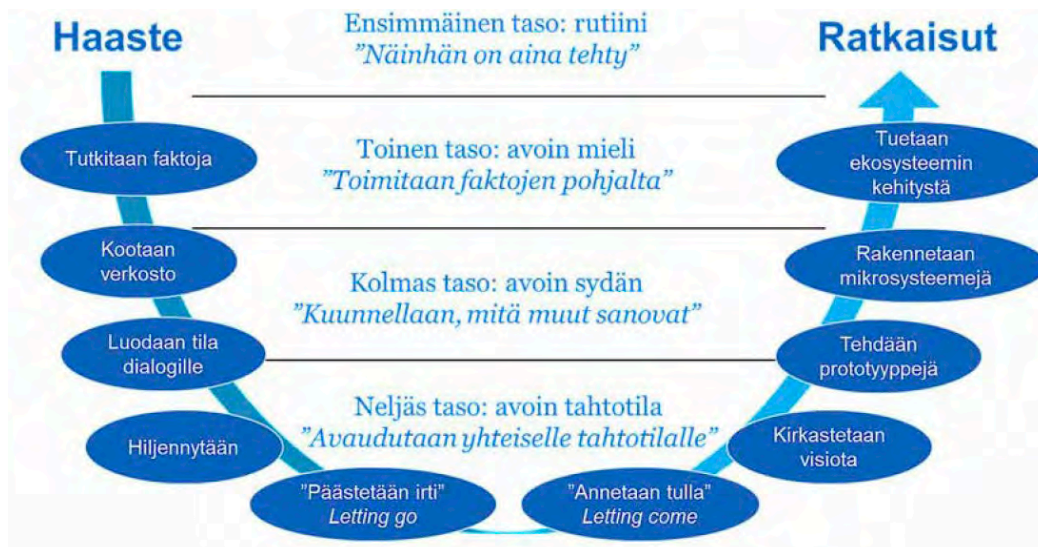 Haaste
Ensimmäinen taso: rutiini
”Näinhän on aina tehty”
Ratkaisut
Tutkitaan faktoja
Toinen taso: avoin mieli
”Toimitaan faktojen pohjalta”
Tuetaan
ekosysteemin
kehitystä
Kootaan
verkosto
Kolmas taso: avoin sydän
”Kuunnellaan, mitä muut sanovat”
Rakennetaan
mikrosysteemejä
Luodaan tila
dialogille
Tehdään
prototyyppejä
Neljäs taso: avoin tahtotila
”Avaudutaan yhteiselle tahtotilalle”
Hiljennytään
Kirkastetaan
visiota
”Päästetään irti”
Letting go
”Annetaan tulla”
Letting come